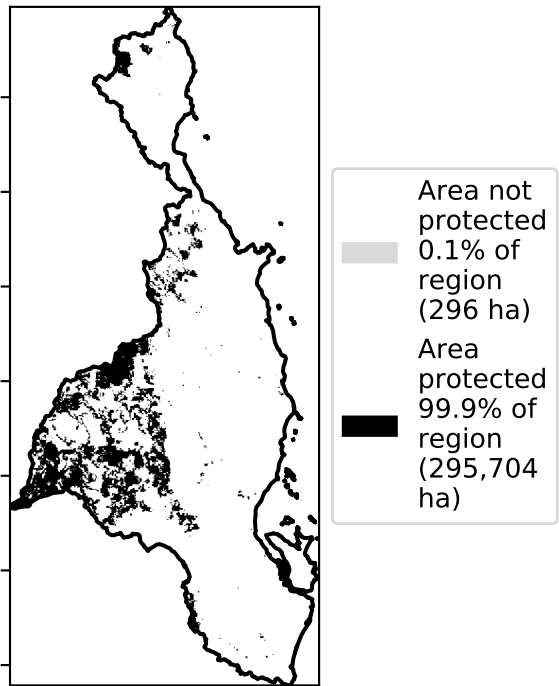 Area not
protected
0.1% of
region
(296 ha)
Area
protected
99.9% of
region
(295,704
ha)